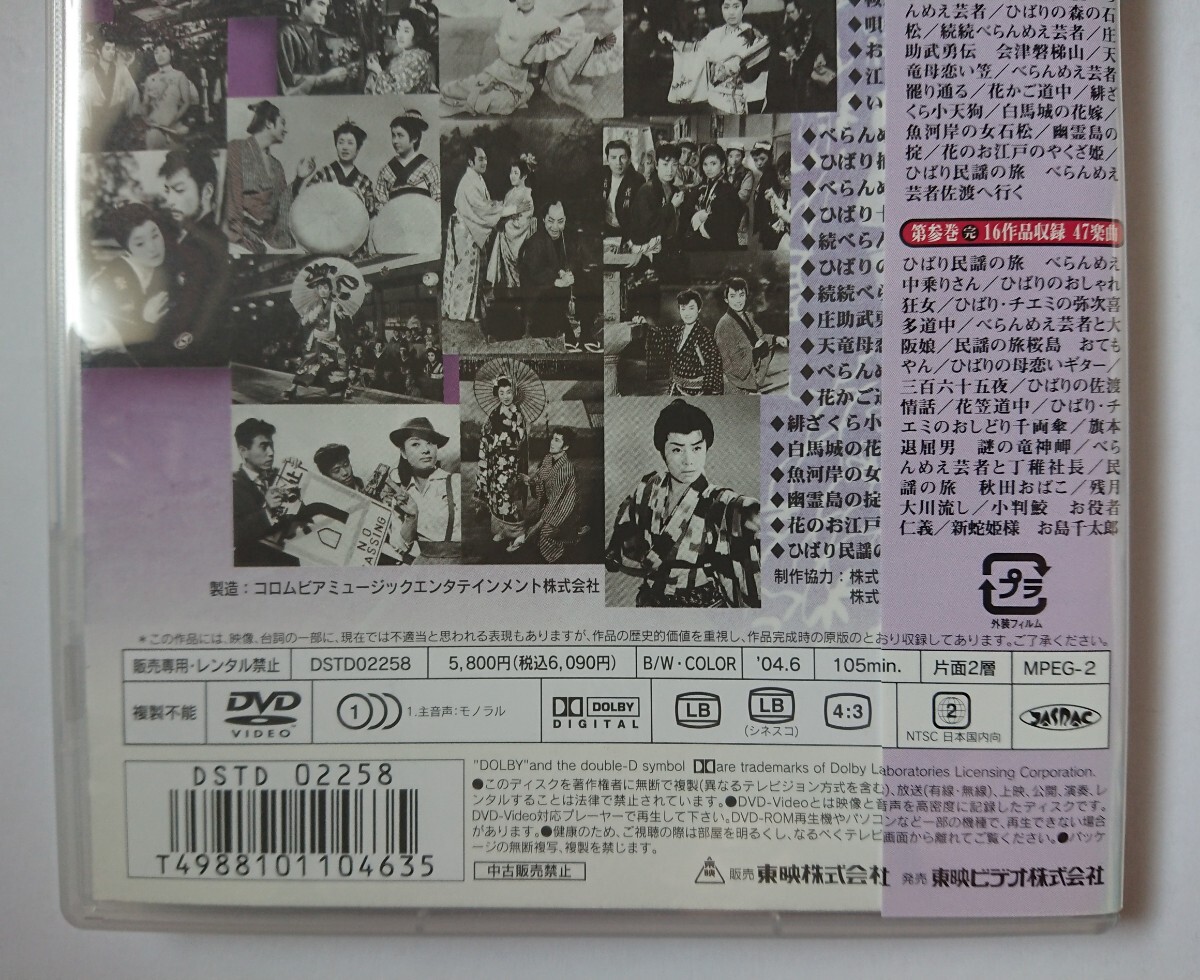 ◆唄
◆お
◆江
◆い
◆べらんめ
◆ひばり捕
◆べらんめ
◆ひばり十
◆続べらん
◆ひばりの
◆続続べら
◆庄助武勇
◆天竜母恋
◆べらんめ
◆花かご道
◆緋ざくら小
◆白馬城の花
◆魚河岸の女
◆幽霊島の掟
◆花のお江戸
◆ひばり民謡の
制作協力：株式
株式
んめえ芸者／ひばりの森の石
松／続続べらんめえ芸者／庄
助武勇伝　会津磐梯山／天
竜母恋い笠／べらんめえ芸者
罷り通る／花かご道中／緋ざ
くら小天狗／白馬城の花嫁／
魚河岸の女石松／幽霊島の
掟／花のお江戸のやくざ姫／
ひばり民謡の旅　べらんめえ
芸者佐渡へ行く
第参巻 完 16作品収録 47楽曲
ひばり民謡の旅　べらんめえ
中乗りさん／ひばりのおしゃれ
狂女／ひばり・チエミの弥次喜
多道中／べらんめえ芸者と大
阪娘／民謡の旅桜島　おても
やん／ひばりの母恋いギター／
三百六十五夜／ひばりの佐渡
情話／花笠道中／ひばり・チ
エミのおしどり千両傘／旗本
退屈男　謎の竜神岬／べら
んめえ芸者と丁稚社長／民
謡の旅　秋田おばこ／残月
大川流し／小判鮫　お役者
仁義／新蛇姫様　お島千太郎
プラ
外装フィルム
NO
PASSING
製造：コロムビアミュージックエンタテインメント株式会社
＊この作品には、映像、台詞の一部に、現在では不適当と思われる表現もありますが、作品の歴史的価値を重視し、作品完成時の原版のとおり収録してあります。ご了承ください。
販売専用・レンタル禁止 DSTD02258 5,800円(税込6,090円) B/W・COLOR '04.6 105min. 片面2層 MPEG-2
複製不能 DVD VIDEO 1 1.主音声：モノラル DOLBY DIGITAL LB LB (シネスコ) 4:3 2 NTSC 日本国内向 JASRAC
"DOLBY"and the double-D symbol are trademarks of Dolby Laboratories Licensing Corporation.
●このディスクを著作権者に無断で複製(異なるテレビジョン方式を含む)、放送(有線・無線)、上映、公開、演奏、レ
ンタルすることは法律で禁止されています。●DVD-Videoとは映像と音声を高密度に記録したディスクです。
DVD-Video対応プレーヤーで再生して下さい。DVD-ROM再生機やパソコンなど一部の機種で、再生できない場合
があります。●健康のため、ご視聴の際は部屋を明るくし、なるべくテレビ画面から離れてご覧ください。●パッケ
ージの無断複写、複製を禁じます。
DSTD 02258
T4988101104635
中古販売禁止
東映 販売 東映株式会社 発売 東映ビデオ株式会社